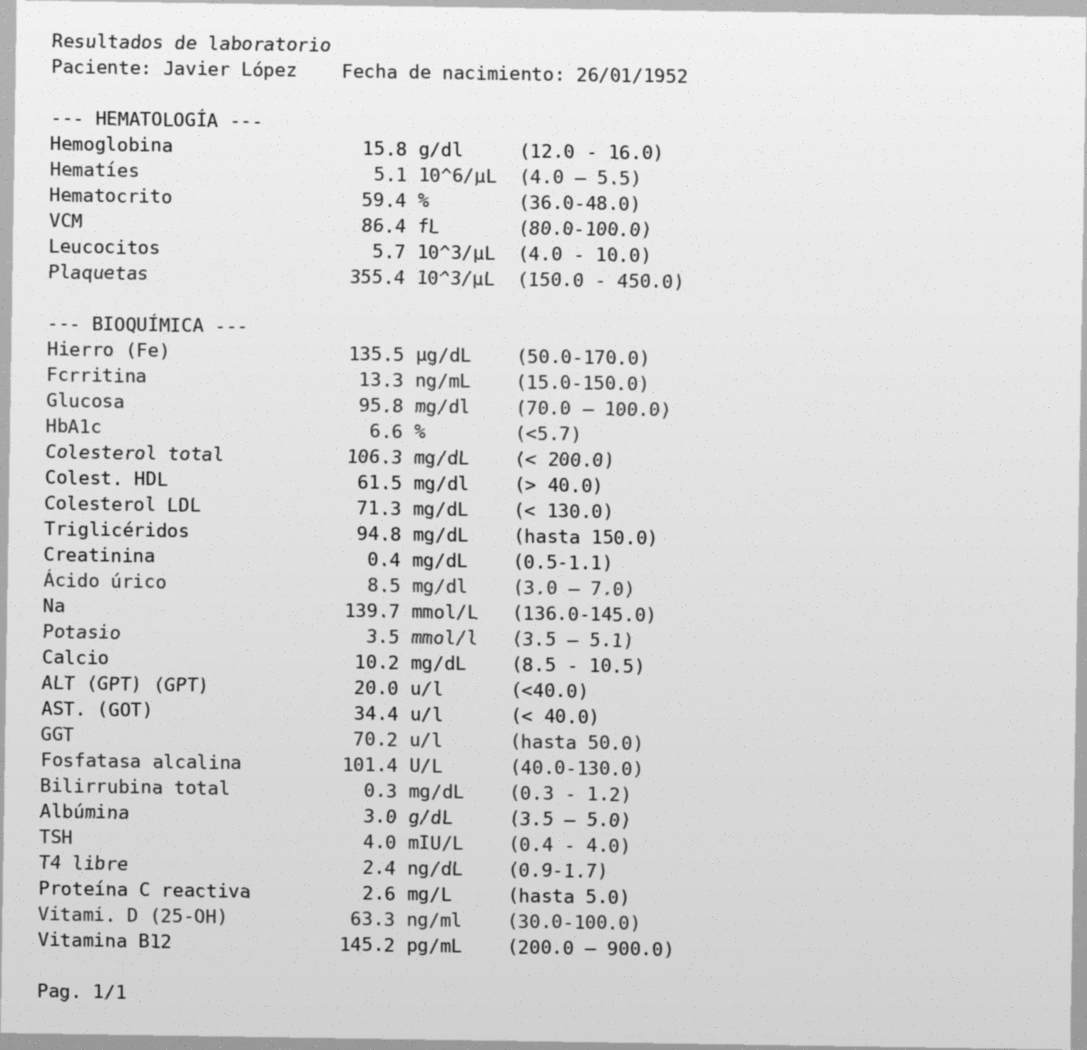 Resultados de laboratorio
Paciente: Javier López    Fecha de nacimiento: 26/01/1952

--- HEMATOLOGÍA ---
Hemoglobina    15.8 g/dl    (12.0 - 16.0)
Hematíes    5.1 10^6/µL    (4.0 – 5.5)
Hematocrito    59.4 %    (36.0-48.0)
VCM    86.4 fL    (80.0-100.0)
Leucocitos    5.7 10^3/µL    (4.0 - 10.0)
Plaquetas    355.4 10^3/µL    (150.0 - 450.0)

--- BIOQUÍMICA ---
Hierro (Fe)    135.5 µg/dL    (50.0-170.0)
Fcrritina    13.3 ng/mL    (15.0-150.0)
Glucosa    95.8 mg/dl    (70.0 – 100.0)
HbA1c    6.6 %    (<5.7)
Colesterol total    106.3 mg/dL    (< 200.0)
Colest. HDL    61.5 mg/dl    (> 40.0)
Colesterol LDL    71.3 mg/dL    (< 130.0)
Triglicéridos    94.8 mg/dL    (hasta 150.0)
Creatinina    0.4 mg/dL    (0.5-1.1)
Ácido úrico    8.5 mg/dl    (3.0 – 7.0)
Na    139.7 mmol/L    (136.0-145.0)
Potasio    3.5 mmol/l    (3.5 – 5.1)
Calcio    10.2 mg/dL    (8.5 - 10.5)
ALT (GPT) (GPT)    20.0 u/l    (<40.0)
AST. (GOT)    34.4 u/l    (< 40.0)
GGT    70.2 u/l    (hasta 50.0)
Fosfatasa alcalina    101.4 U/L    (40.0-130.0)
Bilirrubina total    0.3 mg/dL    (0.3 - 1.2)
Albúmina    3.0 g/dL    (3.5 – 5.0)
TSH    4.0 mIU/L    (0.4 - 4.0)
T4 libre    2.4 ng/dL    (0.9-1.7)
Proteína C reactiva    2.6 mg/L    (hasta 5.0)
Vitami. D (25-OH)    63.3 ng/ml    (30.0-100.0)
Vitamina B12    145.2 pg/mL    (200.0 – 900.0)

Pag. 1/1